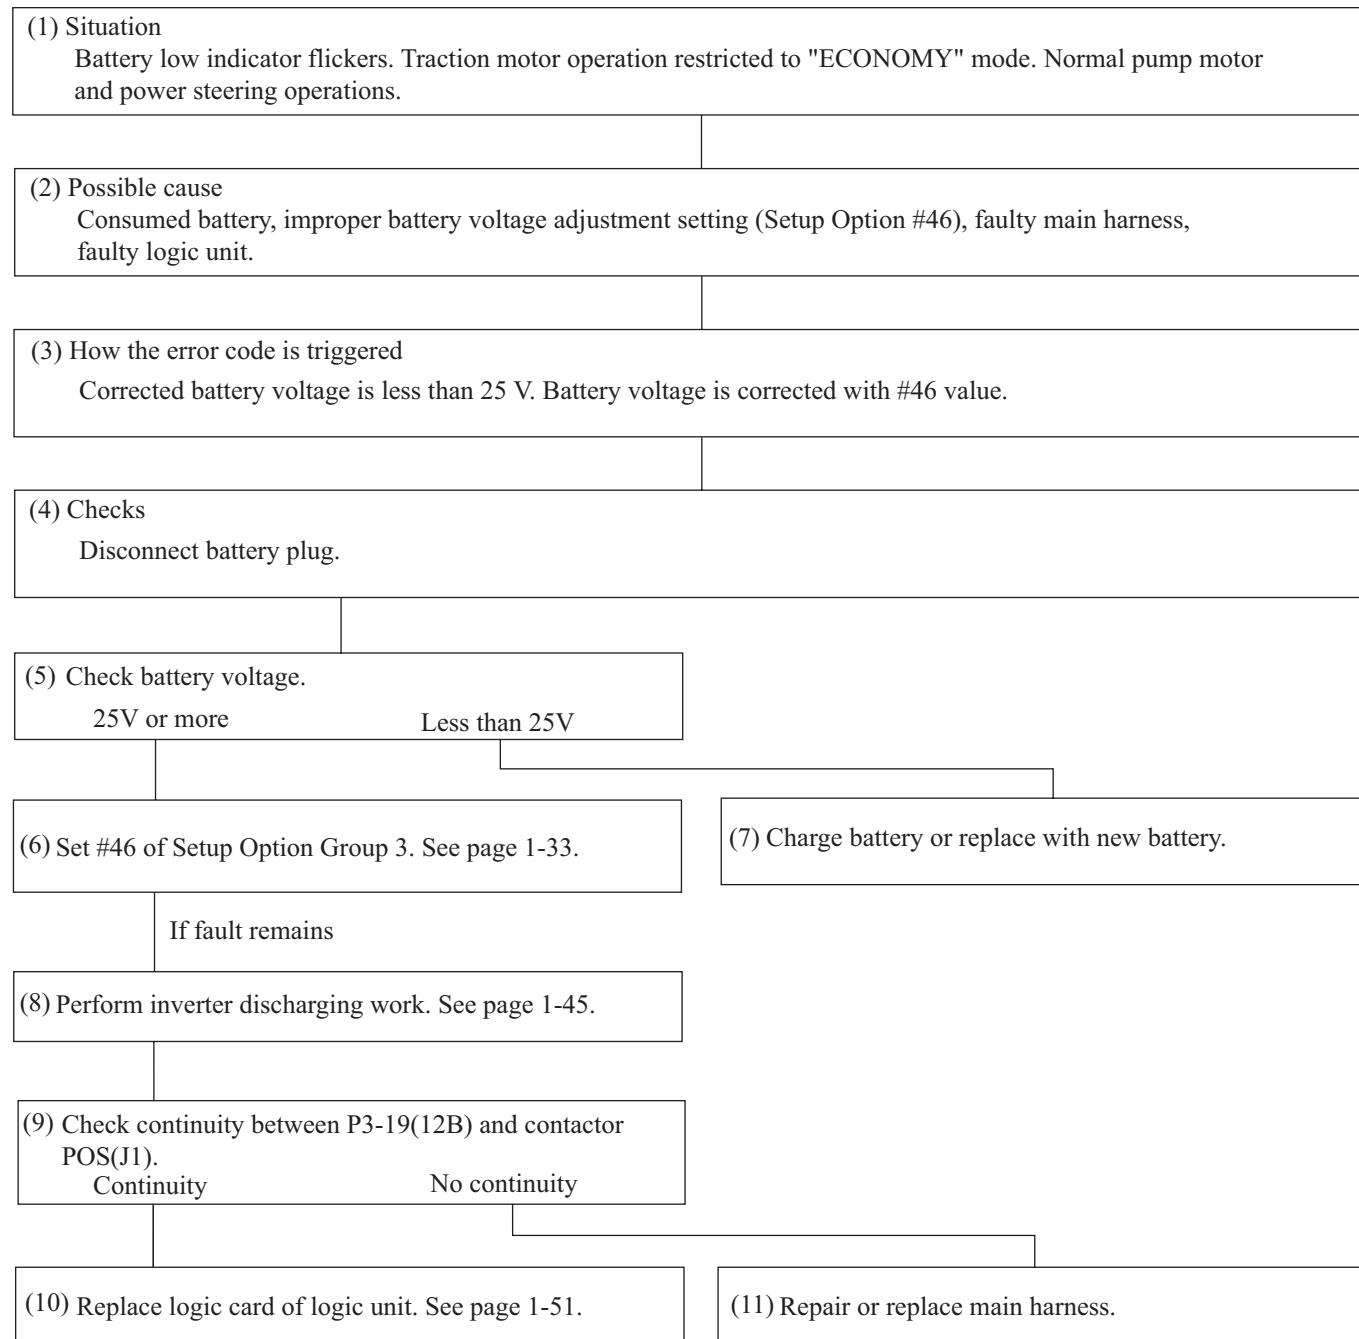 (1) Situation
Battery low indicator flickers. Traction motor operation restricted to "ECONOMY" mode. Normal pump motor
and power steering operations.
(2) Possible cause
Consumed battery, improper battery voltage adjustment setting (Setup Option #46), faulty main harness,
faulty logic unit.
(3) How the error code is triggered
Corrected battery voltage is less than 25 V. Battery voltage is corrected with #46 value.
(4) Checks
Disconnect battery plug.
(5) Check battery voltage.
25V or more
Less than 25V
(6) Set #46 of Setup Option Group 3. See page 1-33.
(7) Charge battery or replace with new battery.
If fault remains
(8) Perform inverter discharging work. See page 1-45.
(9) Check continuity between P3-19(12B) and contactor
POS(J1).
Continuity
No continuity
(10) Replace logic card of logic unit. See page 1-51.
(11) Repair or replace main harness.